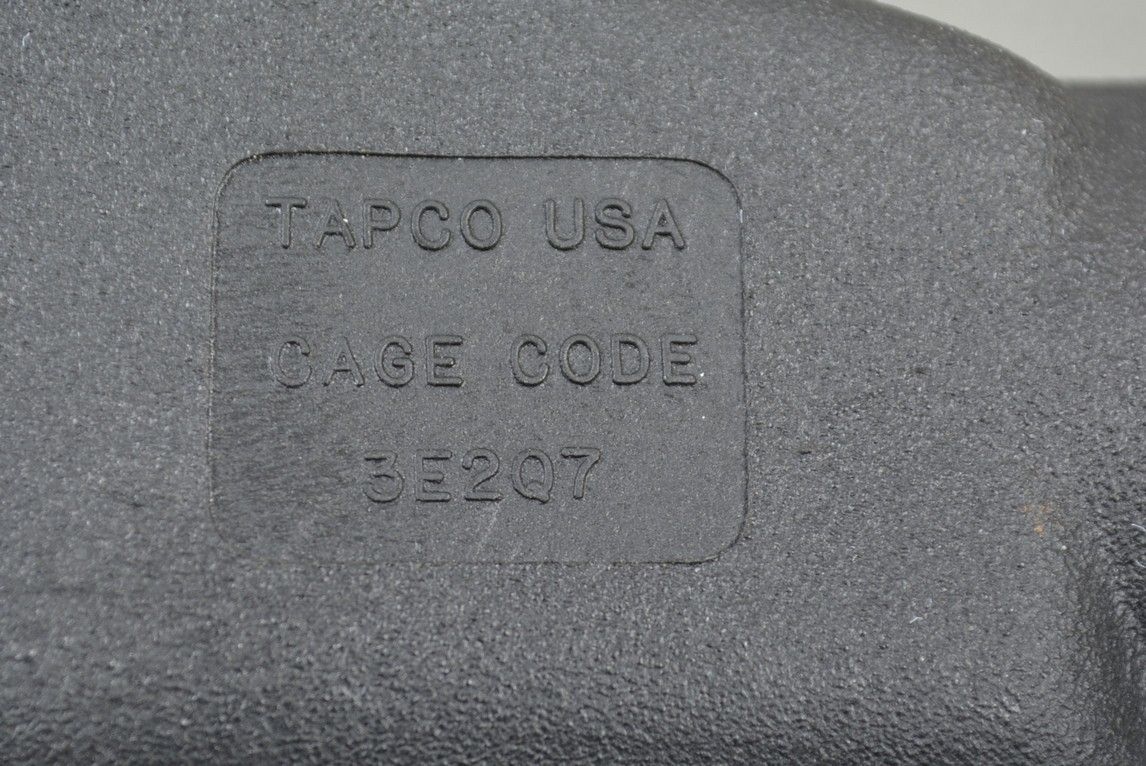 TAPCO USA
CAGE CODE
3E2Q7